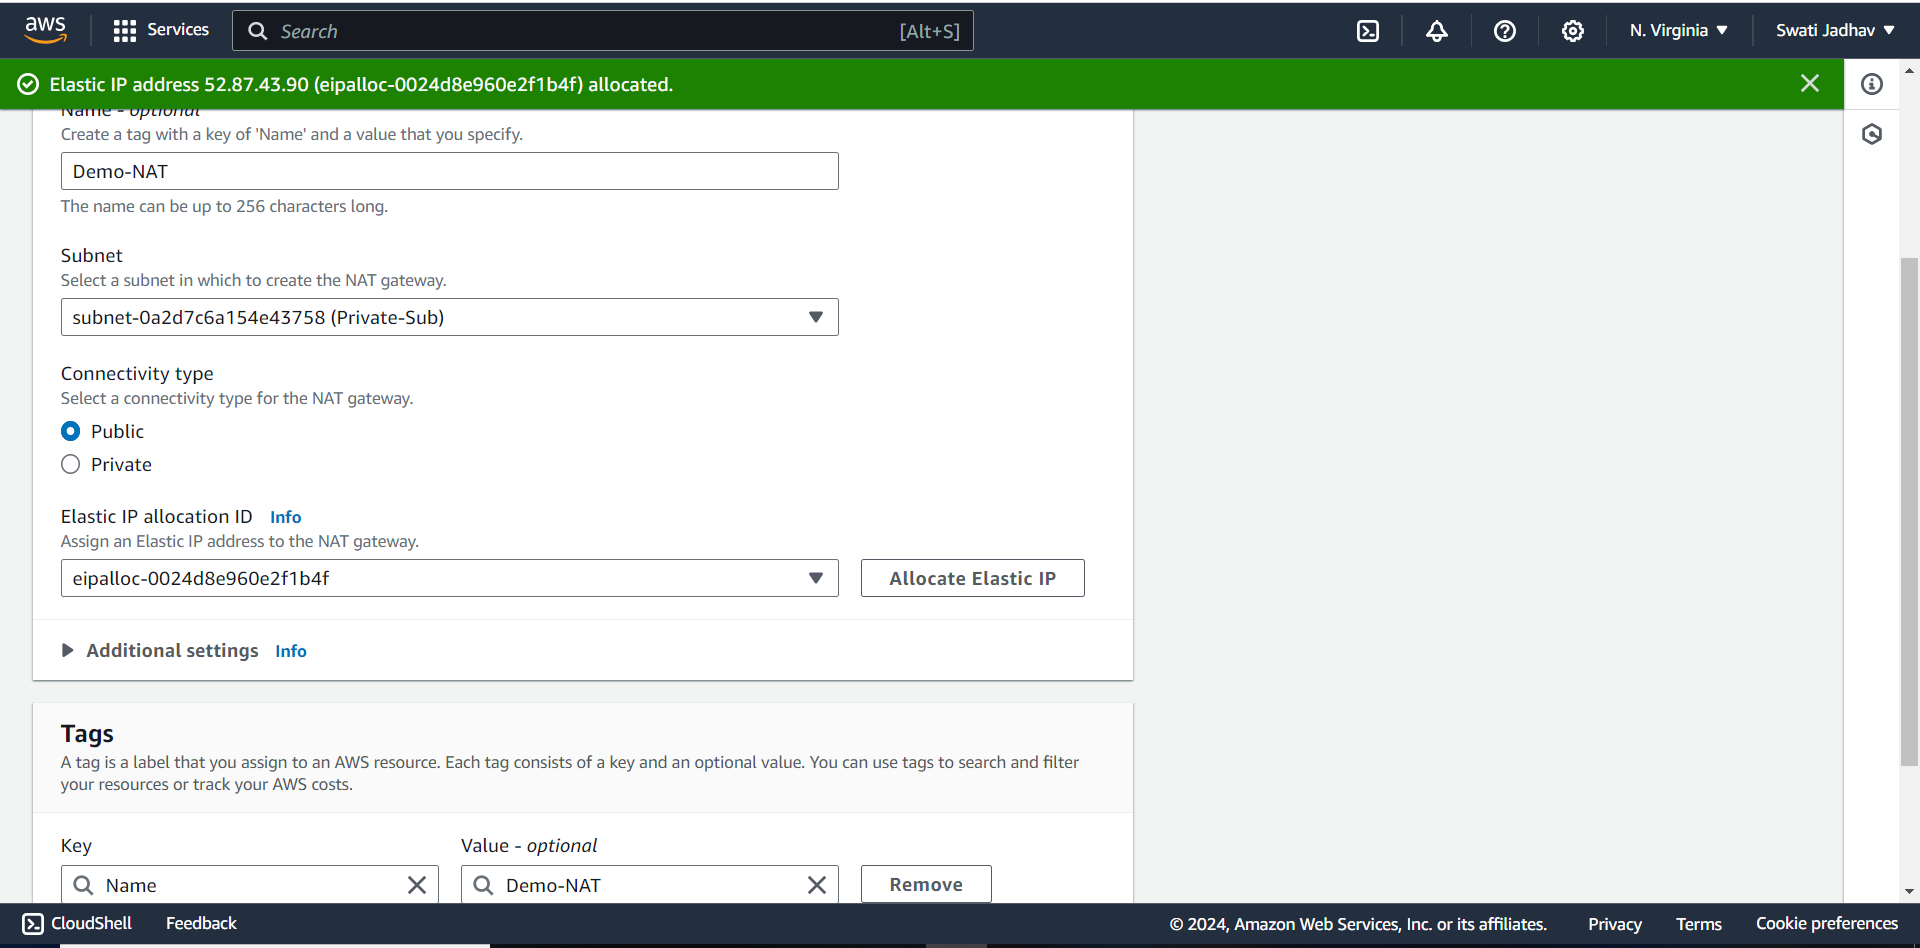 aws
Services
Search
[Alt+S]
N. Virginia
Swati Jadhav
Elastic IP address 52.87.43.90 (eipalloc-0024d8e960e2f1b4f) allocated.
Name - optional
Create a tag with a key of 'Name' and a value that you specify.
Demo-NAT
The name can be up to 256 characters long.
Subnet
Select a subnet in which to create the NAT gateway.
subnet-0a2d7c6a154e43758 (Private-Sub)
Connectivity type
Select a connectivity type for the NAT gateway.
Public
Private
Elastic IP allocation ID Info
Assign an Elastic IP address to the NAT gateway.
eipalloc-0024d8e960e2f1b4f
Allocate Elastic IP
Additional settings Info
Tags
A tag is a label that you assign to an AWS resource. Each tag consists of a key and an optional value. You can use tags to search and filter
your resources or track your AWS costs.
Key
Value - optional
Name
Demo-NAT
Remove
CloudShell
Feedback
© 2024, Amazon Web Services, Inc. or its affiliates.
Privacy
Terms
Cookie preferences